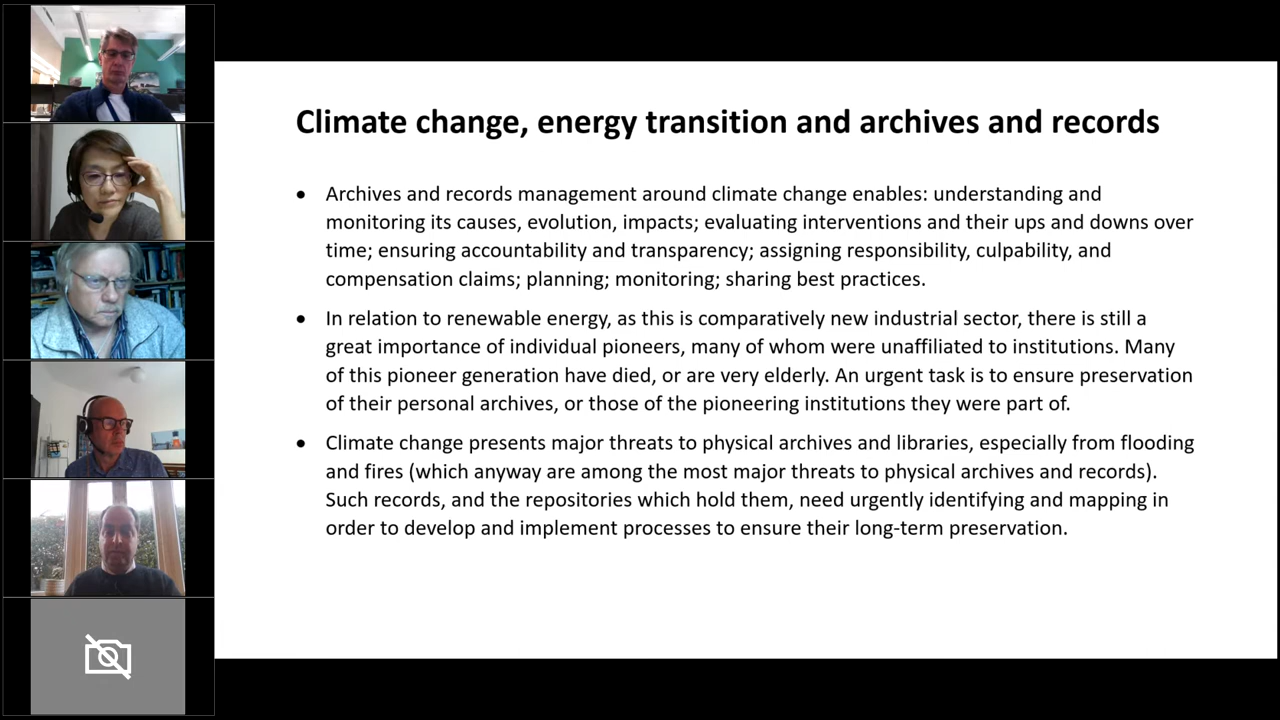 Climate change, energy transition and archives and records
• Archives and records management around climate change enables: understanding and
monitoring its causes, evolution, impacts; evaluating interventions and their ups and downs over
time; ensuring accountability and transparency; assigning responsibility, culpability, and
compensation claims; planning; monitoring; sharing best practices.
• In relation to renewable energy, as this is comparatively new industrial sector, there is still a
great importance of individual pioneers, many of whom were unaffiliated to institutions. Many
of this pioneer generation have died, or are very elderly. An urgent task is to ensure preservation
of their personal archives, or those of the pioneering institutions they were part of.
• Climate change presents major threats to physical archives and libraries, especially from flooding
and fires (which anyway are among the most major threats to physical archives and records).
Such records, and the repositories which hold them, need urgently identifying and mapping in
order to develop and implement processes to ensure their long-term preservation.